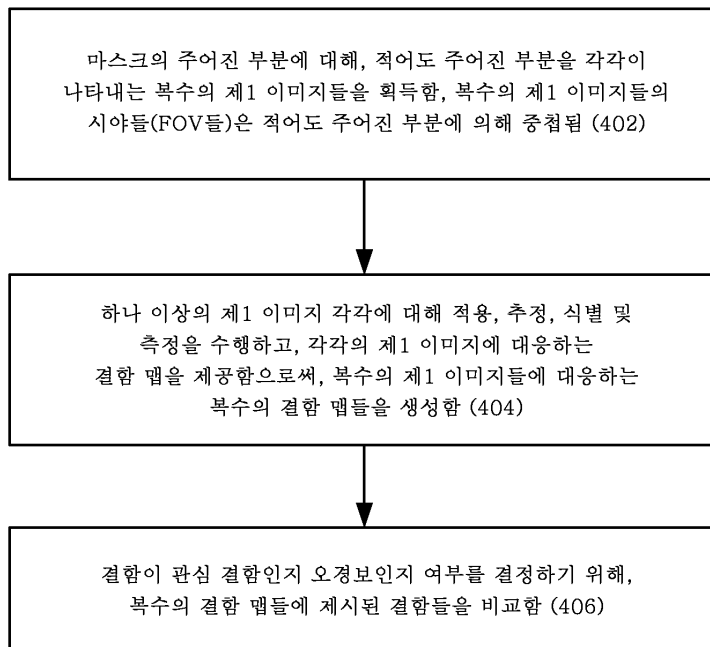 마스크의 주어진 부분에 대해, 적어도 주어진 부분을 각각이
나타내는 복수의 제1 이미지들을 획득함, 복수의 제1 이미지들의
시야들(FOV들)은 적어도 주어진 부분에 의해 중첩됨 (402)
하나 이상의 제1 이미지 각각에 대해 적용, 추정, 식별 및
측정을 수행하고, 각각의 제1 이미지에 대응하는
결함 맵을 제공함으로써, 복수의 제1 이미지들에 대응하는
복수의 결함 맵들을 생성함 (404)
결함이 관심 결함인지 오경보인지 여부를 결정하기 위해,
복수의 결함 맵들에 제시된 결함들을 비교함 (406)